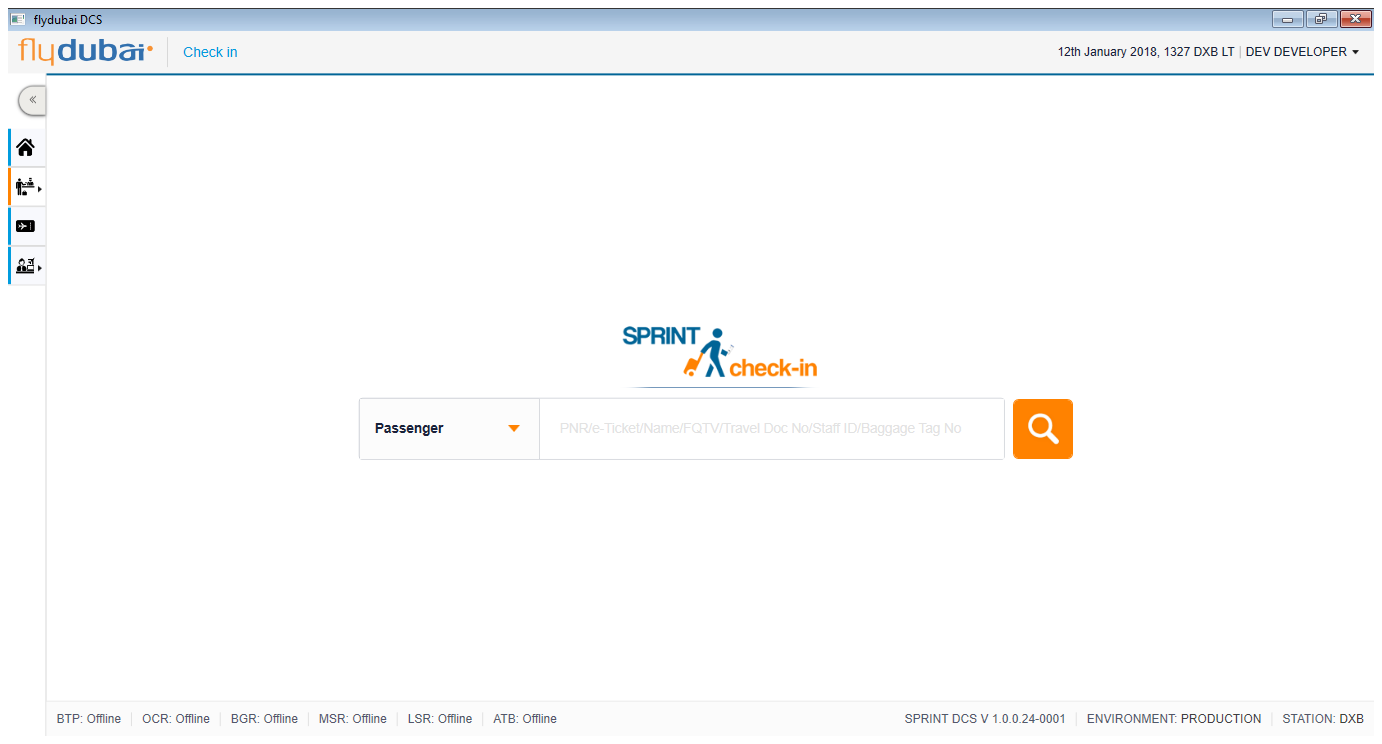 flydubai DCS
flydubai
Check in
12th January 2018, 1327 DXB LT | DEV DEVELOPER
SPRINT
check-in
Passenger
PNR/e-Ticket/Name/FQTV/Travel Doc No/Staff ID/Baggage Tag No
BTP: Offline
OCR: Offline
BGR: Offline
MSR: Offline
LSR: Offline
ATB: Offline
SPRINT DCS V 1.0.0.24-0001
ENVIRONMENT: PRODUCTION
STATION: DXB